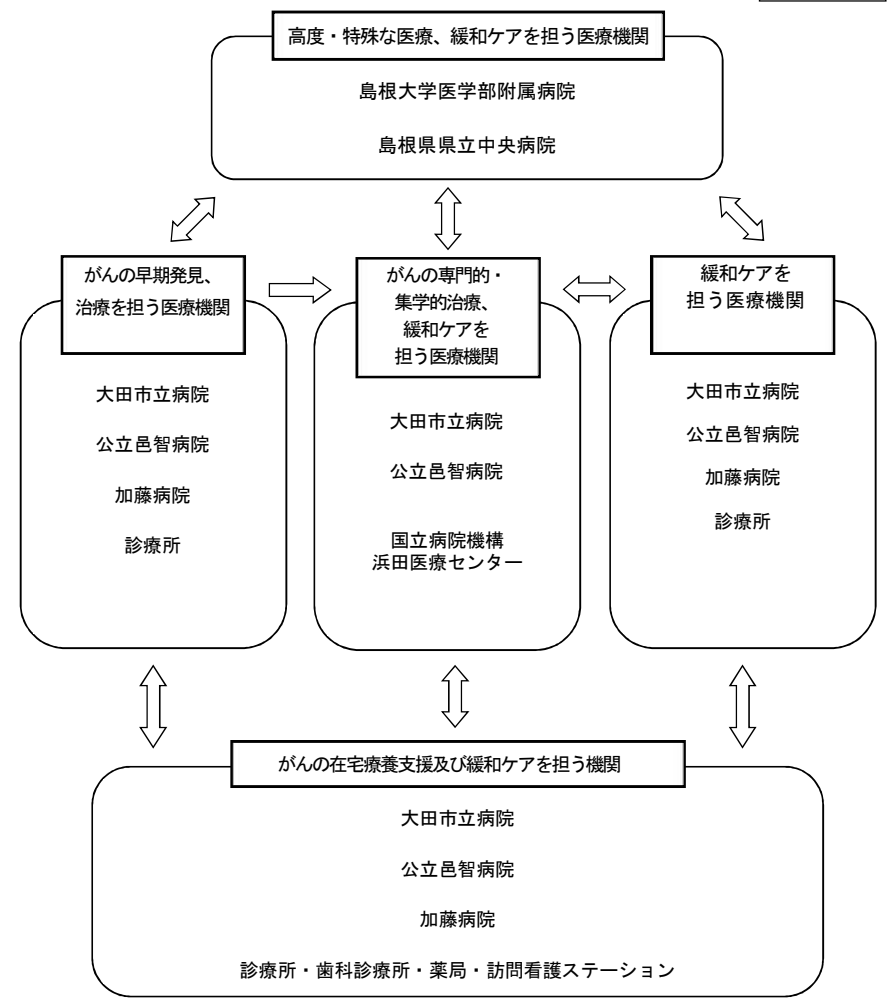 高度・特殊な医療、緩和ケアを担う医療機関
島根大学医学部附属病院
島根県県立中央病院
がんの早期発見、
治療を担う医療機関
大田市立病院
公立邑智病院
加藤病院
診療所
がんの専門的・
集学的治療、
緩和ケアを
担う医療機関
大田市立病院
公立邑智病院
国立病院機構
浜田医療センター
緩和ケアを
担う医療機関
大田市立病院
公立邑智病院
加藤病院
診療所
がんの在宅療養支援及び緩和ケアを担う機関
大田市立病院
公立邑智病院
加藤病院
診療所・歯科診療所・薬局・訪問看護ステーション